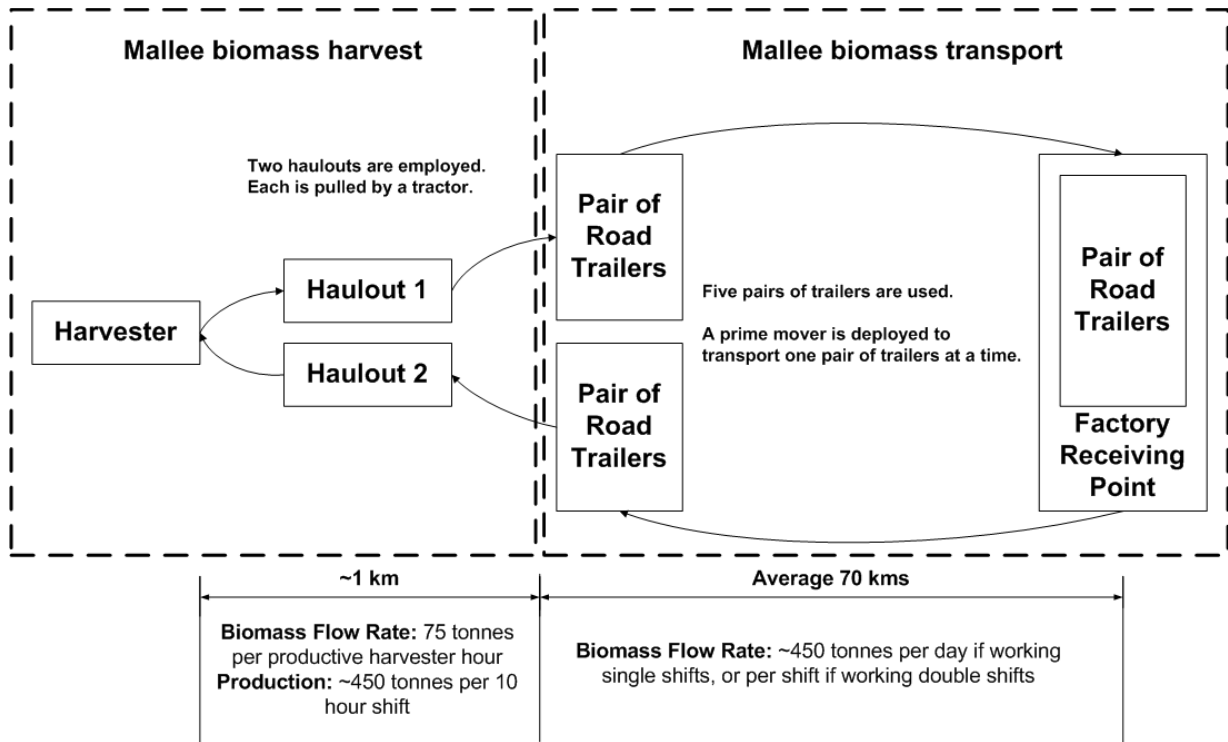 Mallee biomass harvest
Mallee biomass transport
Two haulouts are employed.
Each is pulled by a tractor.
Harvester
Haulout 1
Haulout 2
Pair of
Road
Trailers
Pair of
Road
Trailers
Five pairs of trailers are used.
A prime mover is deployed to
transport one pair of trailers at a time.
Pair of
Road
Trailers
Factory
Receiving
Point
~1 km
Average 70 kms
Biomass Flow Rate: 75 tonnes
per productive harvester hour
Production: ~450 tonnes per 10
hour shift
Biomass Flow Rate: ~450 tonnes per day if working
single shifts, or per shift if working double shifts